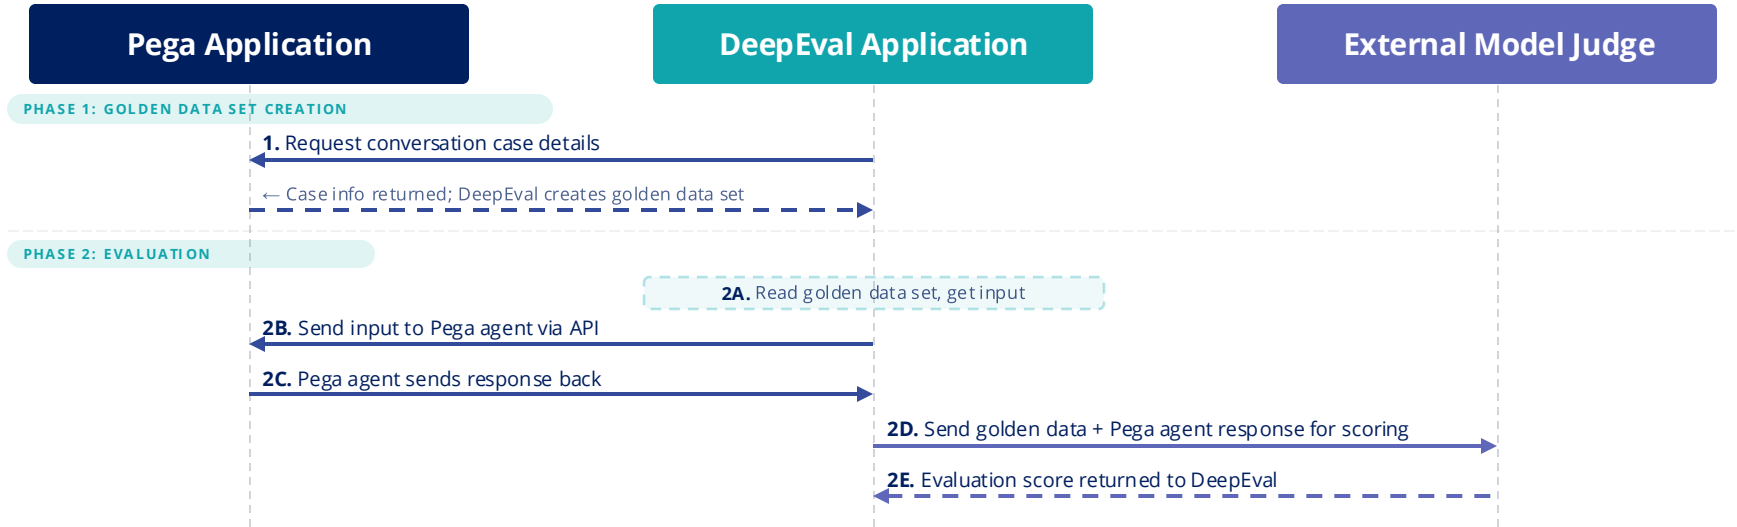 Pega Application
DeepEval Application
External Model Judge
PHASE 1: GOLDEN DATA SET CREATION
1. Request conversation case details
← Case info returned; DeepEval creates golden data set
PHASE 2: EVALUATION
2A. Read golden data set, get input
2B. Send input to Pega agent via API
2C. Pega agent sends response back
2D. Send golden data + Pega agent response for scoring
2E. Evaluation score returned to DeepEval